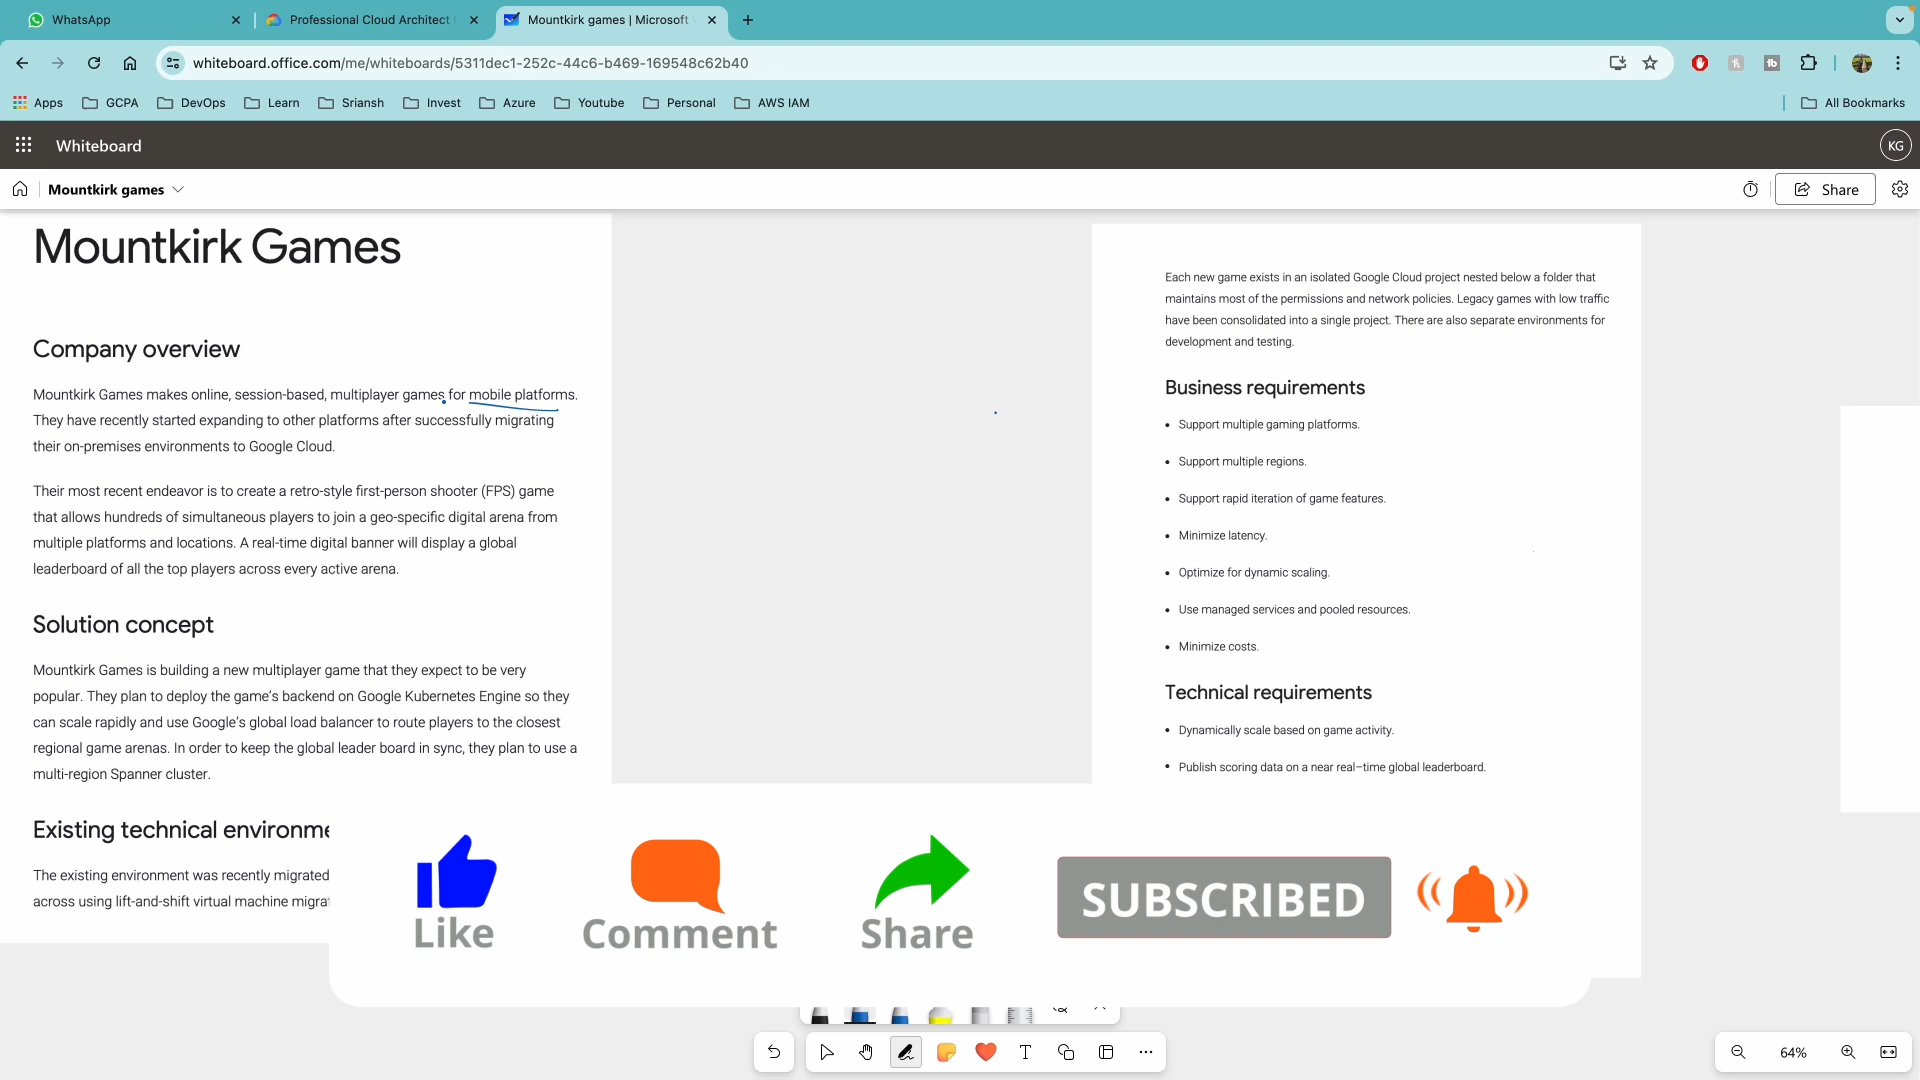 WhatsApp
Professional Cloud Architect
Mountkirk games | Microsoft
whiteboard.office.com/me/whiteboards/5311dec1-252c-44c6-b469-169548c62b40
Apps
GCPA
DevOps
Learn
Sriansh
Invest
Azure
Youtube
Personal
AWS IAM
All Bookmarks
Whiteboard
KG
Mountkirk games
Share
Mountkirk Games
Company overview
Mountkirk Games makes online, session-based, multiplayer games for mobile platforms.
They have recently started expanding to other platforms after successfully migrating
their on-premises environments to Google Cloud.
Their most recent endeavor is to create a retro-style first-person shooter (FPS) game
that allows hundreds of simultaneous players to join a geo-specific digital arena from
multiple platforms and locations. A real-time digital banner will display a global
leaderboard of all the top players across every active arena.
Solution concept
Mountkirk Games is building a new multiplayer game that they expect to be very
popular. They plan to deploy the game's backend on Google Kubernetes Engine so they
can scale rapidly and use Google's global load balancer to route players to the closest
regional game arenas. In order to keep the global leader board in sync, they plan to use a
multi-region Spanner cluster.
Existing technical environme
The existing environment was recently migrated
across using lift-and-shift virtual machine migra
Each new game exists in an isolated Google Cloud project nested below a folder that
maintains most of the permissions and network policies. Legacy games with low traffic
have been consolidated into a single project. There are also separate environments for
development and testing.
Business requirements
• Support multiple gaming platforms.
• Support multiple regions.
• Support rapid iteration of game features.
• Minimize latency.
• Optimize for dynamic scaling.
• Use managed services and pooled resources.
• Minimize costs.
Technical requirements
• Dynamically scale based on game activity.
• Publish scoring data on a near real–time global leaderboard.
Like
Comment
Share
SUBSCRIBED
64%